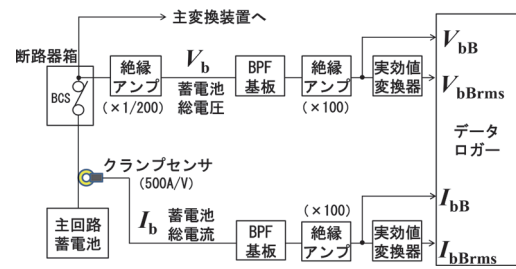 主変換装置へ
断路器箱
BCS
絶縁
アンプ
(×1/200)
Vb
蓄電池
総電圧
BPF
基板
絶縁
アンプ
(×100)
実効値
変換器
VbB
VbBrms
データ
ロガー
クランプセンサ
(500A/V)
主回路
蓄電池
Ib
蓄電池
総電流
BPF
基板
(×100)
絶縁
アンプ
実効値
変換器
IbB
IbBrms